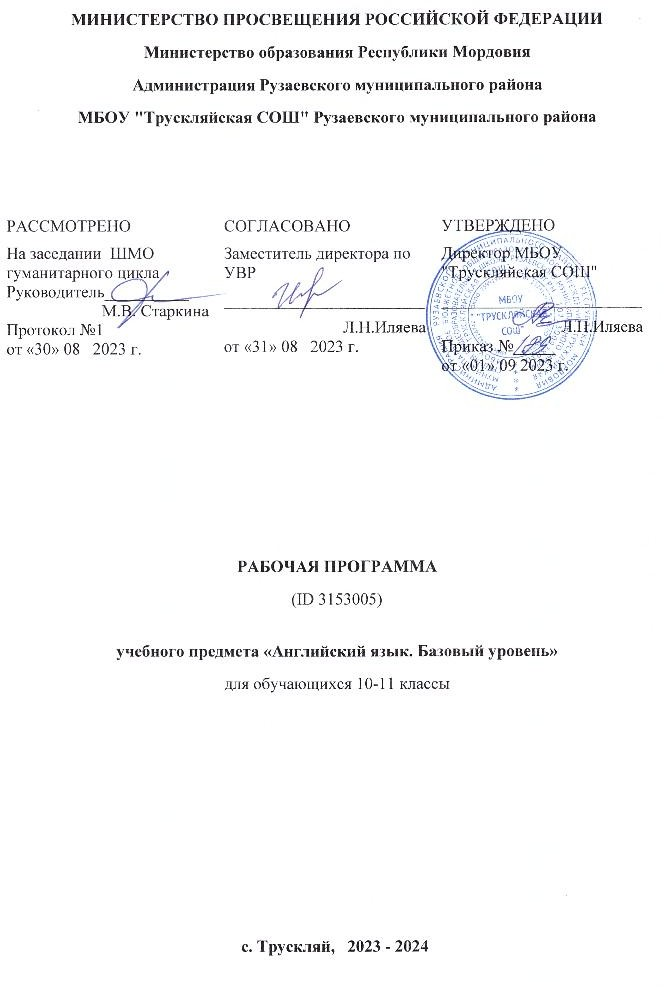 МИНИСТЕРСТВО ПРОСВЕЩЕНИЯ РОССИЙСКОЙ ФЕДЕРАЦИИ
Министерство образования Республики Мордовия
Администрация Рузаевского муниципального района
МБОУ "Трускляйская СОШ" Рузаевского муниципального района
РАССМОТРЕНО
На заседании ШМО
гуманитарного цикла
Руководитель
М.В. Старкина
Протокол №1
от «30» 08 2023 г.
СОГЛАСОВАНО
Заместитель директора по
УВР
Л.Н.Иляева
от «31» 08 2023 г.
УТВЕРЖДЕНО
Директор МБОУ
"Трускляйская СОШ"
Л.Н.Иляева
Приказ №
от «01» 09 2023 г.
МБОУ
"ТРУСКЛЯЙСКАЯ
СОШ"
РАБОЧАЯ ПРОГРАММА
(ID 3153005)
учебного предмета «Английский язык. Базовый уровень»
для обучающихся 10-11 классы
с. Трускляй, 2023 - 2024